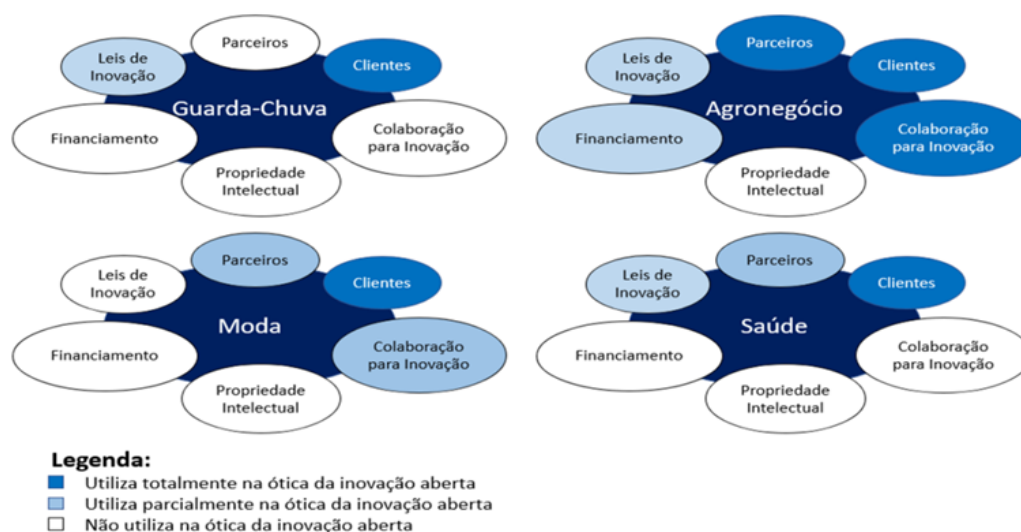 Parceiros
Leis de
Inovação
Clientes
Guarda-Chuva
Financiamento
Colaboração
para Inovação
Propriedade
Intelectual
Parceiros
Leis de
Inovação
Clientes
Agronegócio
Financiamento
Colaboração
para Inovação
Propriedade
Intelectual
Parceiros
Leis de
Inovação
Clientes
Moda
Financiamento
Colaboração
para Inovação
Propriedade
Intelectual
Parceiros
Leis de
Inovação
Clientes
Saúde
Financiamento
Colaboração
para Inovação
Propriedade
Intelectual
Legenda:
Utiliza totalmente na ótica da inovação aberta
Utiliza parcialmente na ótica da inovação aberta
Não utiliza na ótica da inovação aberta